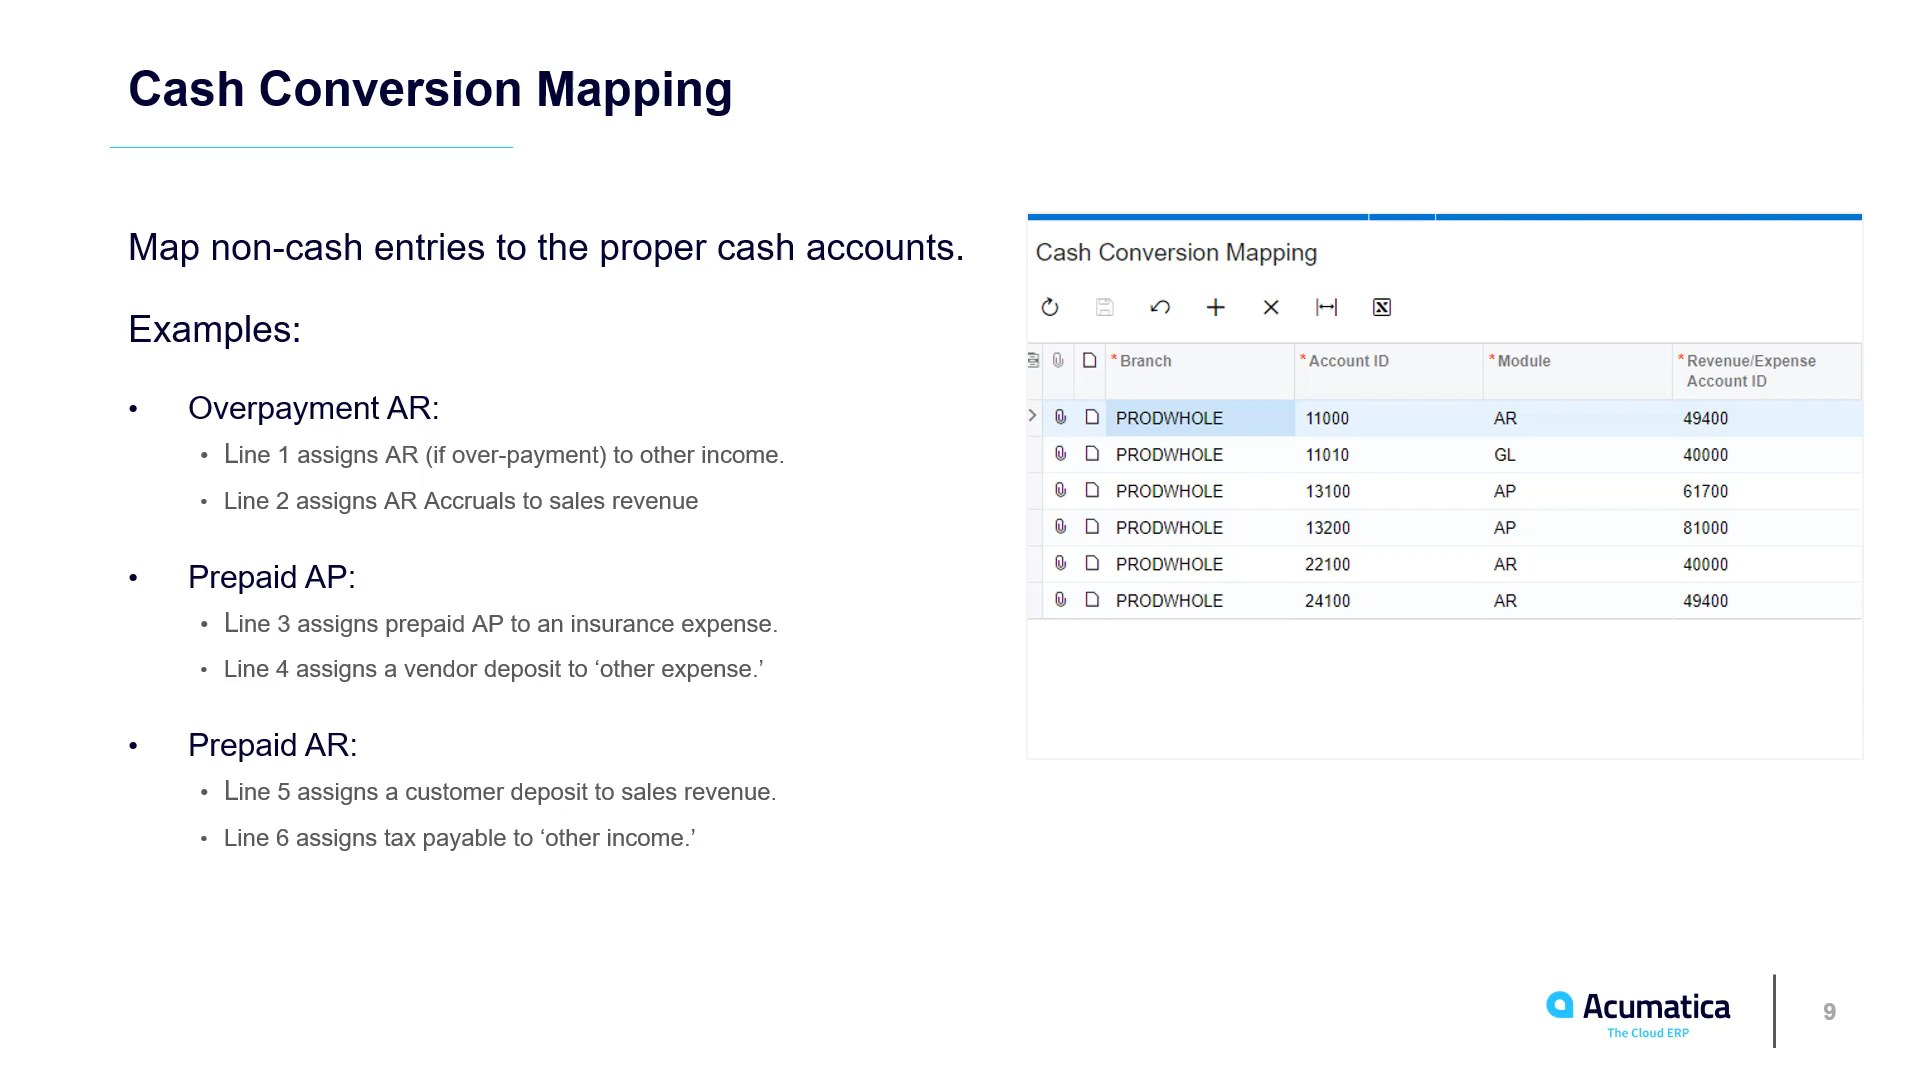 Cash Conversion Mapping
Map non-cash entries to the proper cash accounts.
Examples:
• Overpayment AR:
• Line 1 assigns AR (if over-payment) to other income.
• Line 2 assigns AR Accruals to sales revenue
• Prepaid AP:
• Line 3 assigns prepaid AP to an insurance expense.
• Line 4 assigns a vendor deposit to ‘other expense.’
• Prepaid AR:
• Line 5 assigns a customer deposit to sales revenue.
• Line 6 assigns tax payable to ‘other income.’
Cash Conversion Mapping
* Branch * Account ID * Module * Revenue/Expense
Account ID
PRODWHOLE 11000 AR 49400
PRODWHOLE 11010 GL 40000
PRODWHOLE 13100 AP 61700
PRODWHOLE 13200 AP 81000
PRODWHOLE 22100 AR 40000
PRODWHOLE 24100 AR 49400
Acumatica
The Cloud ERP
9